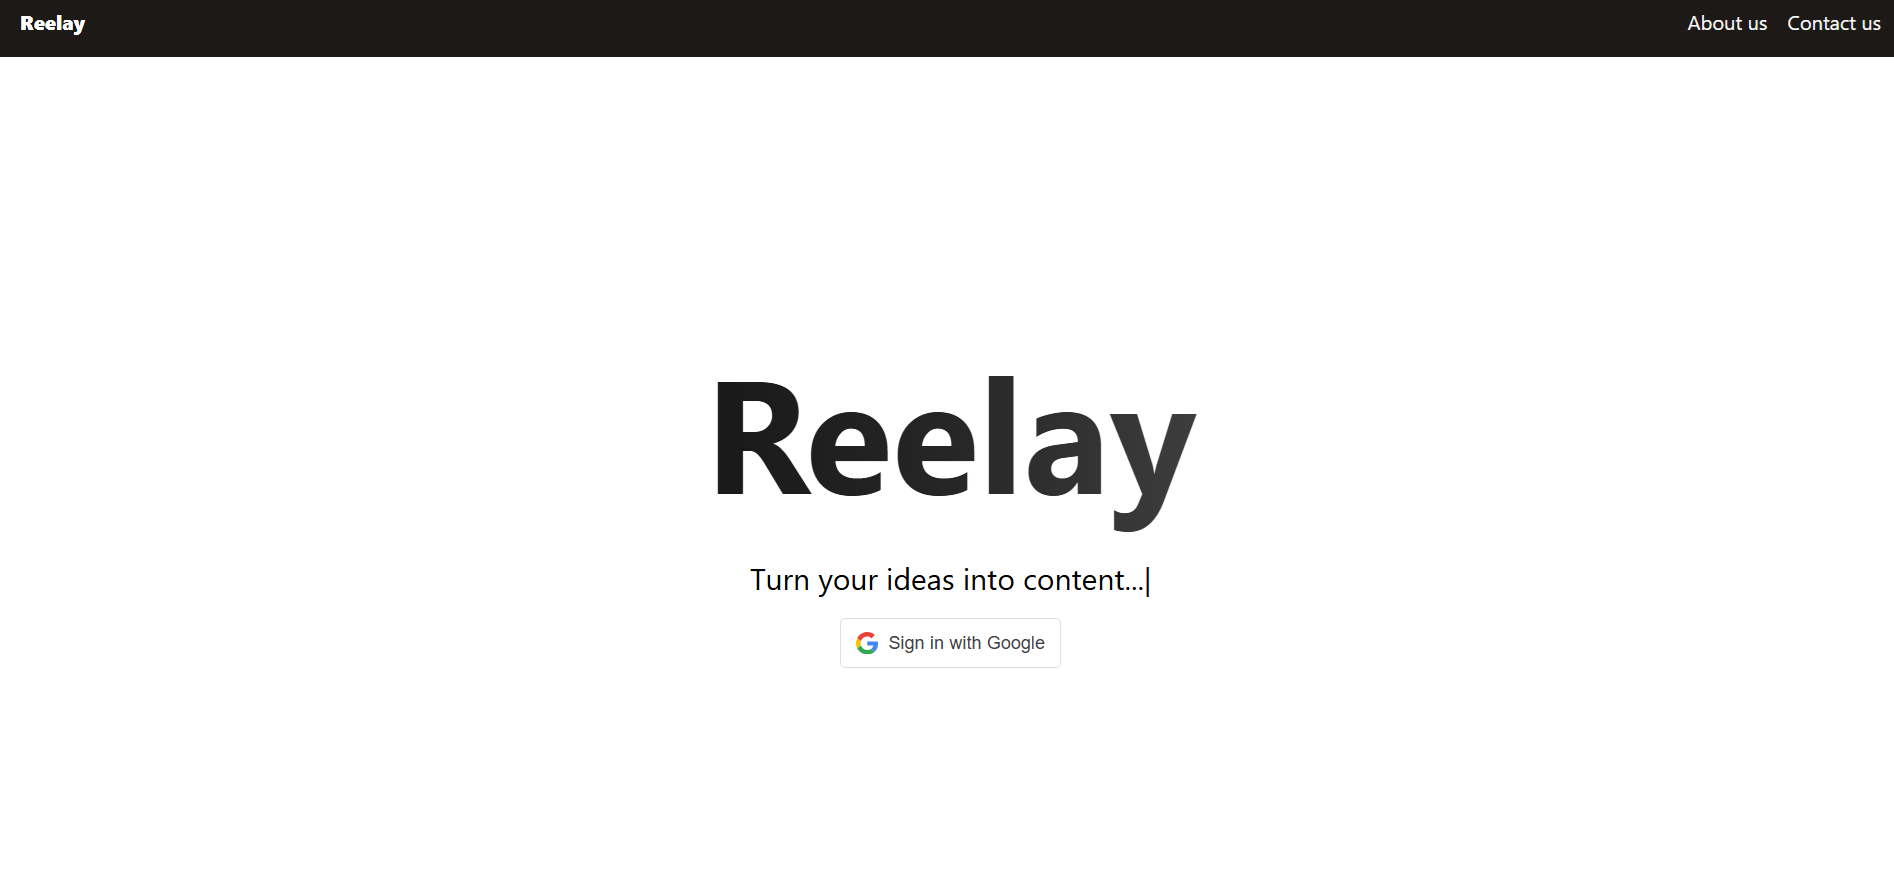 Reelay
About us
Contact us
Reelay
Turn your ideas into content...|
Sign in with Google